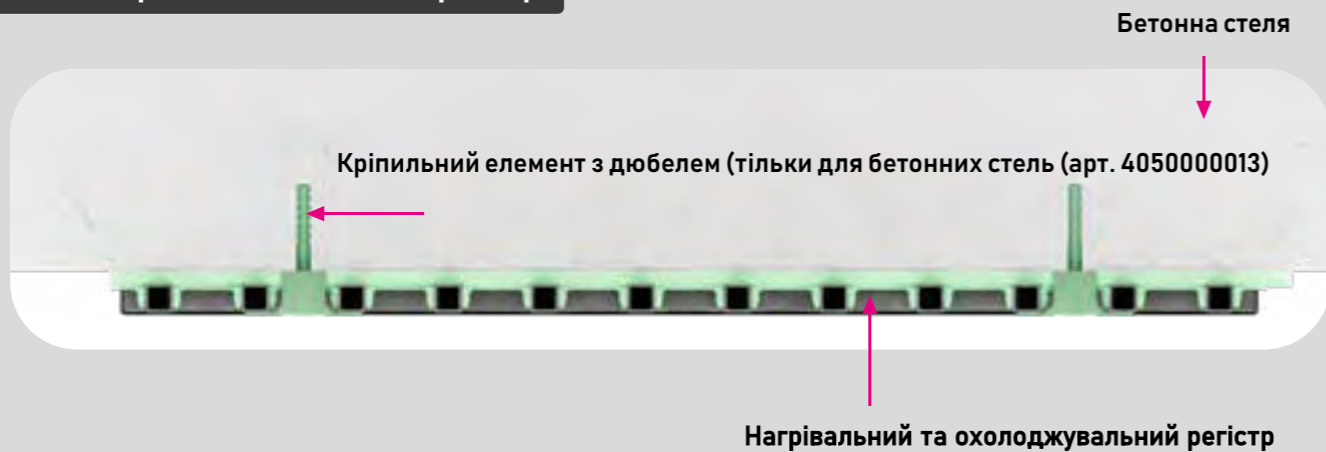 Бетонна стеля
Кріпильний елемент з дюбелем (тільки для бетонних стель (арт. 4050000013)
Нагрівальний та охолоджувальний регістр